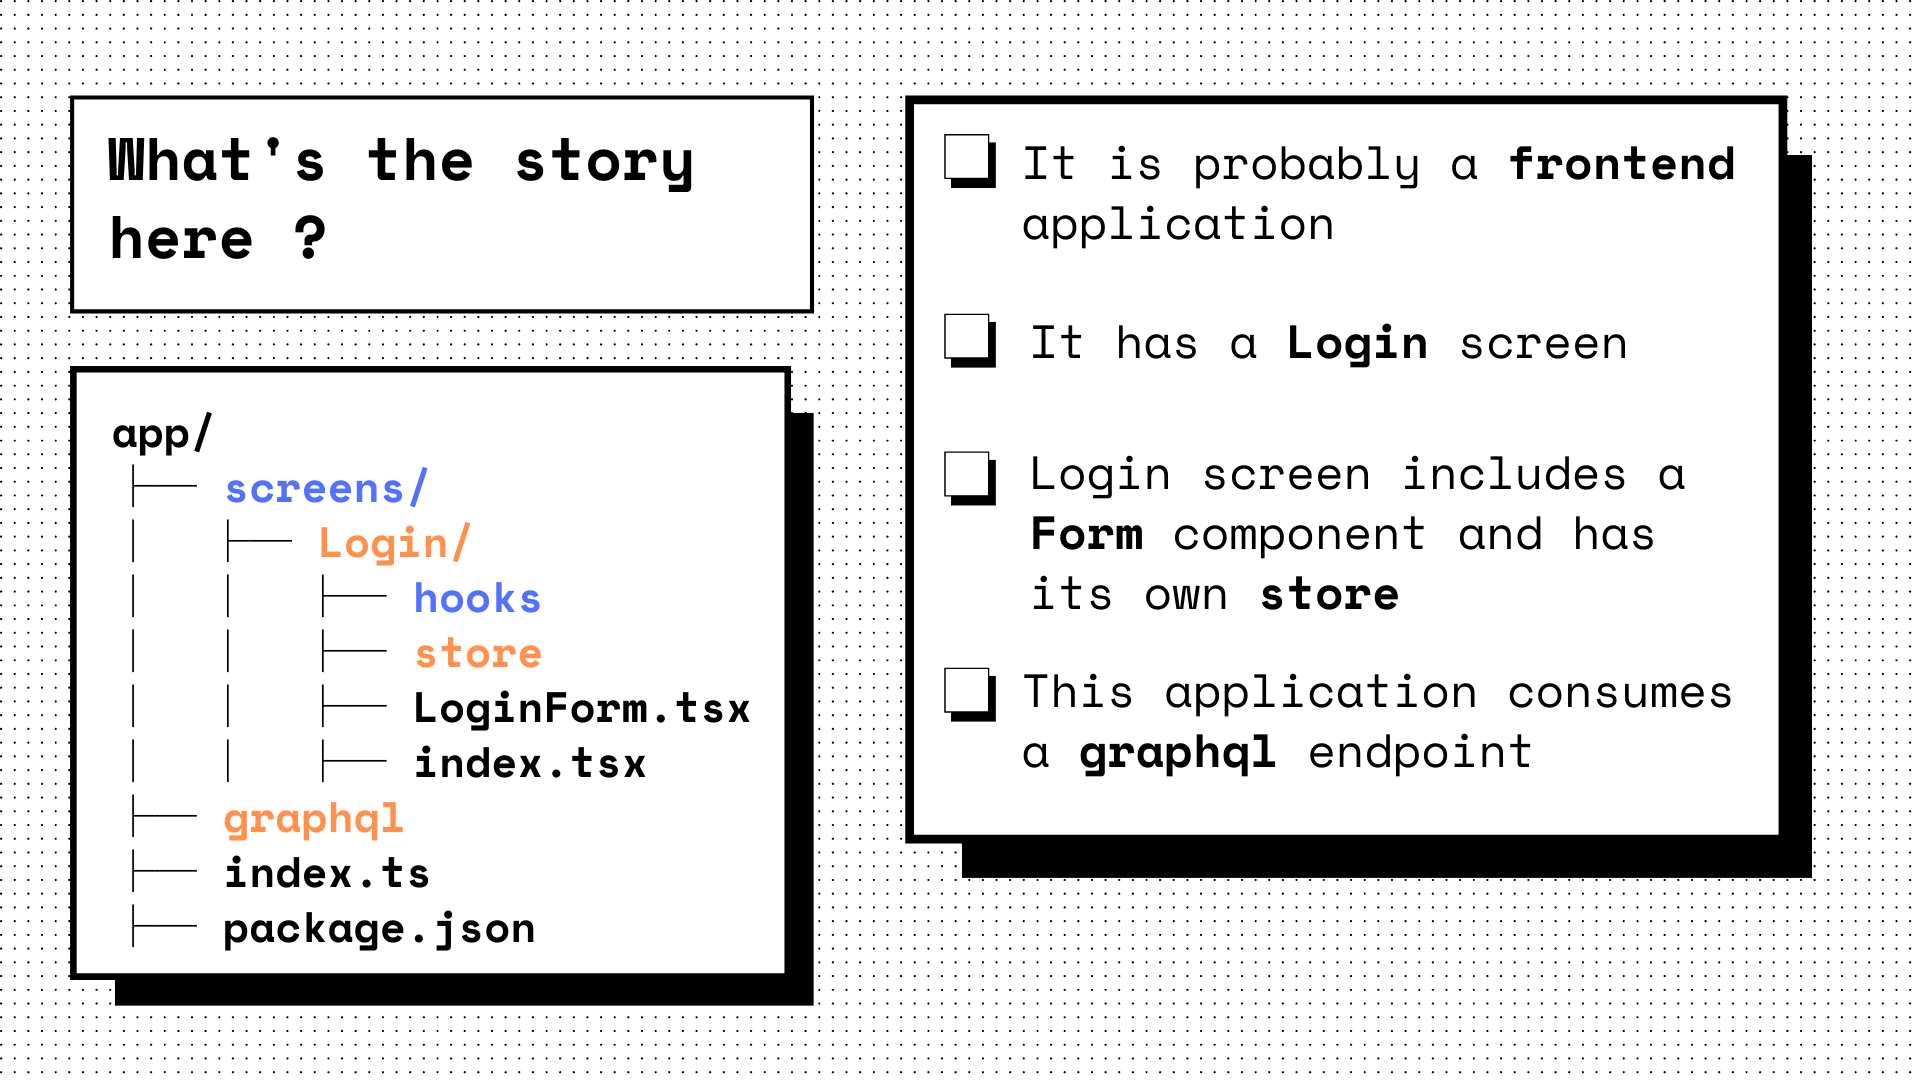 What's the story
here ?
app/
├── screens/
│   ├── Login/
│   │   ├── hooks
│   │   ├── store
│   │   ├── LoginForm.tsx
│   │   ├── index.tsx
├── graphql
├── index.ts
├── package.json
It is probably a frontend
application
It has a Login screen
Login screen includes a
Form component and has
its own store
This application consumes
a graphql endpoint